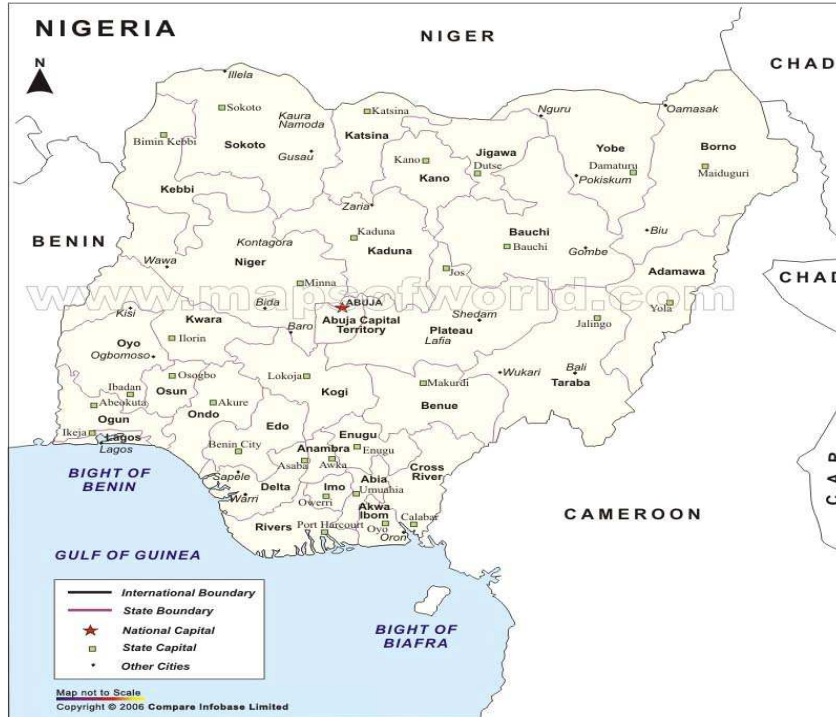 NIGERIA
NIGER
CHAD
N
Illela
Sokoto
Kaura
Namoda
Katsina
Katsina
Nguru
Oamasak
Bimin Kebbi
Sokoto
Gusau
Kano
Kano
Jigawa
Dutse
Yobe
Damaturu
Pokiskum
Borno
Maiduguri
Kebbi
Zaria
BENIN
Kontagora
Kaduna
Kaduna
Bauchi
Bauchi
Gombe
Biu
Wawa
Niger
Minna
Jos
Adamawa
CHAD
www.mapsofworld.com
Kisi
Bida
ABUJA
Abuja Capital
Territory
Shedam
Yola
Kwara
Baro
Plateau
Lafia
Jalingo
Oyo
Ogbomoso
Ilorin
Osogbo
Lokoja
Kogi
Makurdi
Wukari
Bali
Taraba
Ibadan
Osun
Abeokuta
Ondo
Akure
Benue
Ogun
Ikeja
Lagos
Lagos
Edo
Benin City
Enugu
Enugu
Anambra
Asaba
Awka
Cross
River
BIGHT OF
BENIN
Sapele
Delta
Imo
Abia
Umuahia
Warri
Owerri
Akwa
Ibom
Rivers
Port Harcourt
Oyo
Calabar
Oron
CAMEROON
GULF OF GUINEA
BIGHT OF
BIAFRA
International Boundary
State Boundary
National Capital
State Capital
Other Cities
Map not to Scale
Copyright © 2006 Compare Infobase Limited